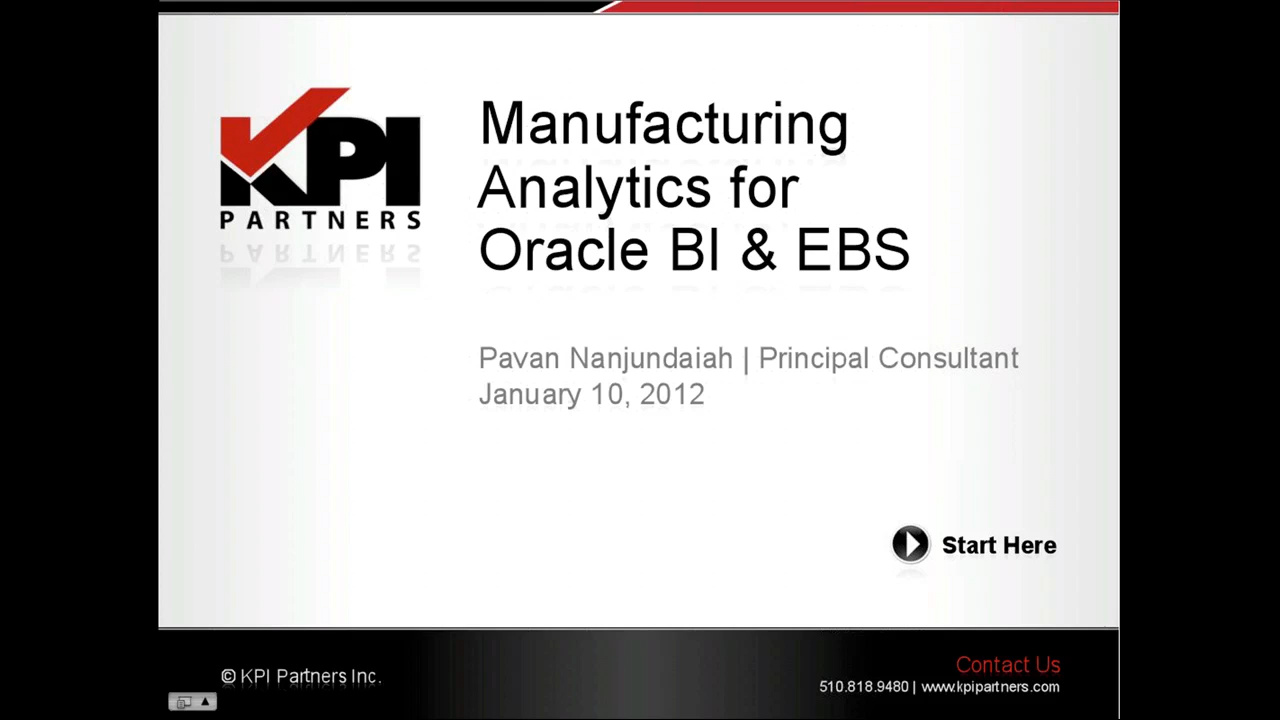 KPI
PARTNERS
Manufacturing
Analytics for
Oracle BI & EBS
Pavan Nanjundaiah | Principal Consultant
January 10, 2012
Start Here
© KPI Partners Inc.
Contact Us
510.818.9480 | www.kpipartners.com